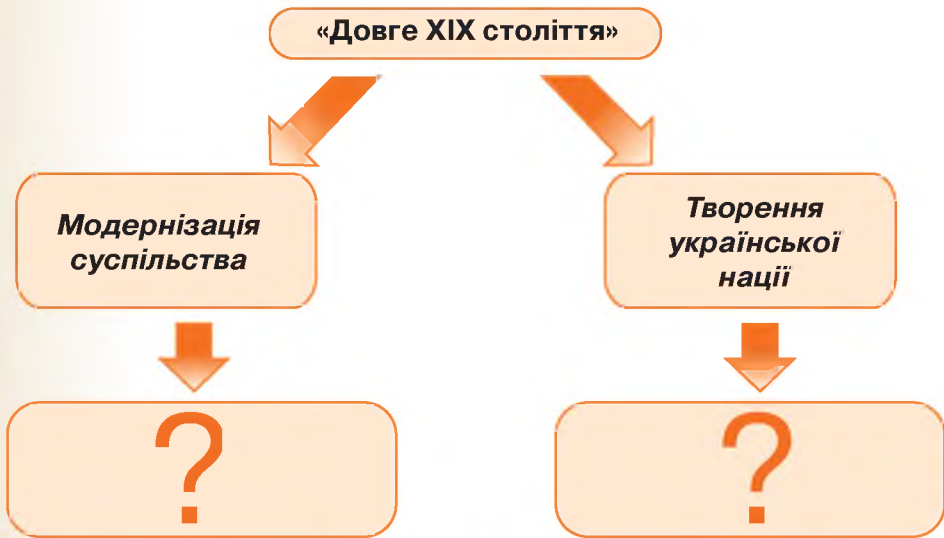 «Довге XIX століття»
Модернізація
суспільства
Творення
української
нації
?
?